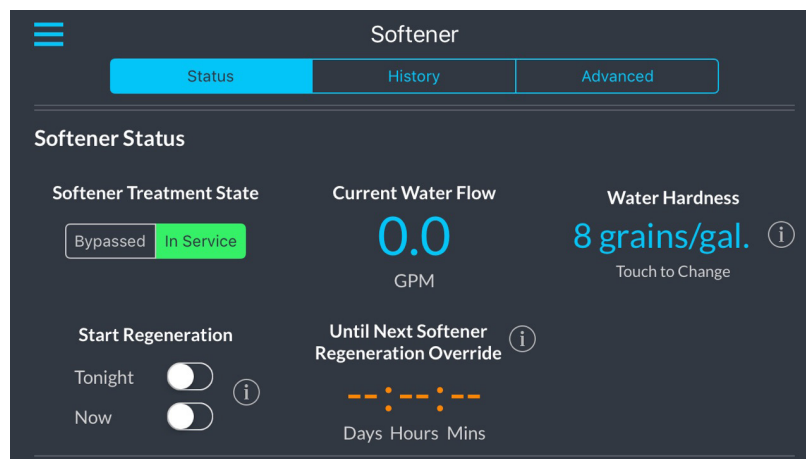 Softener
Status History Advanced
Softener Status
Softener Treatment State
Bypassed In Service
Current Water Flow
0.0
GPM
Water Hardness
8 grains/gal. i
Touch to Change
Start Regeneration
Tonight
Now
i
Until Next Softener
Regeneration Override i
--:--:--
Days Hours Mins